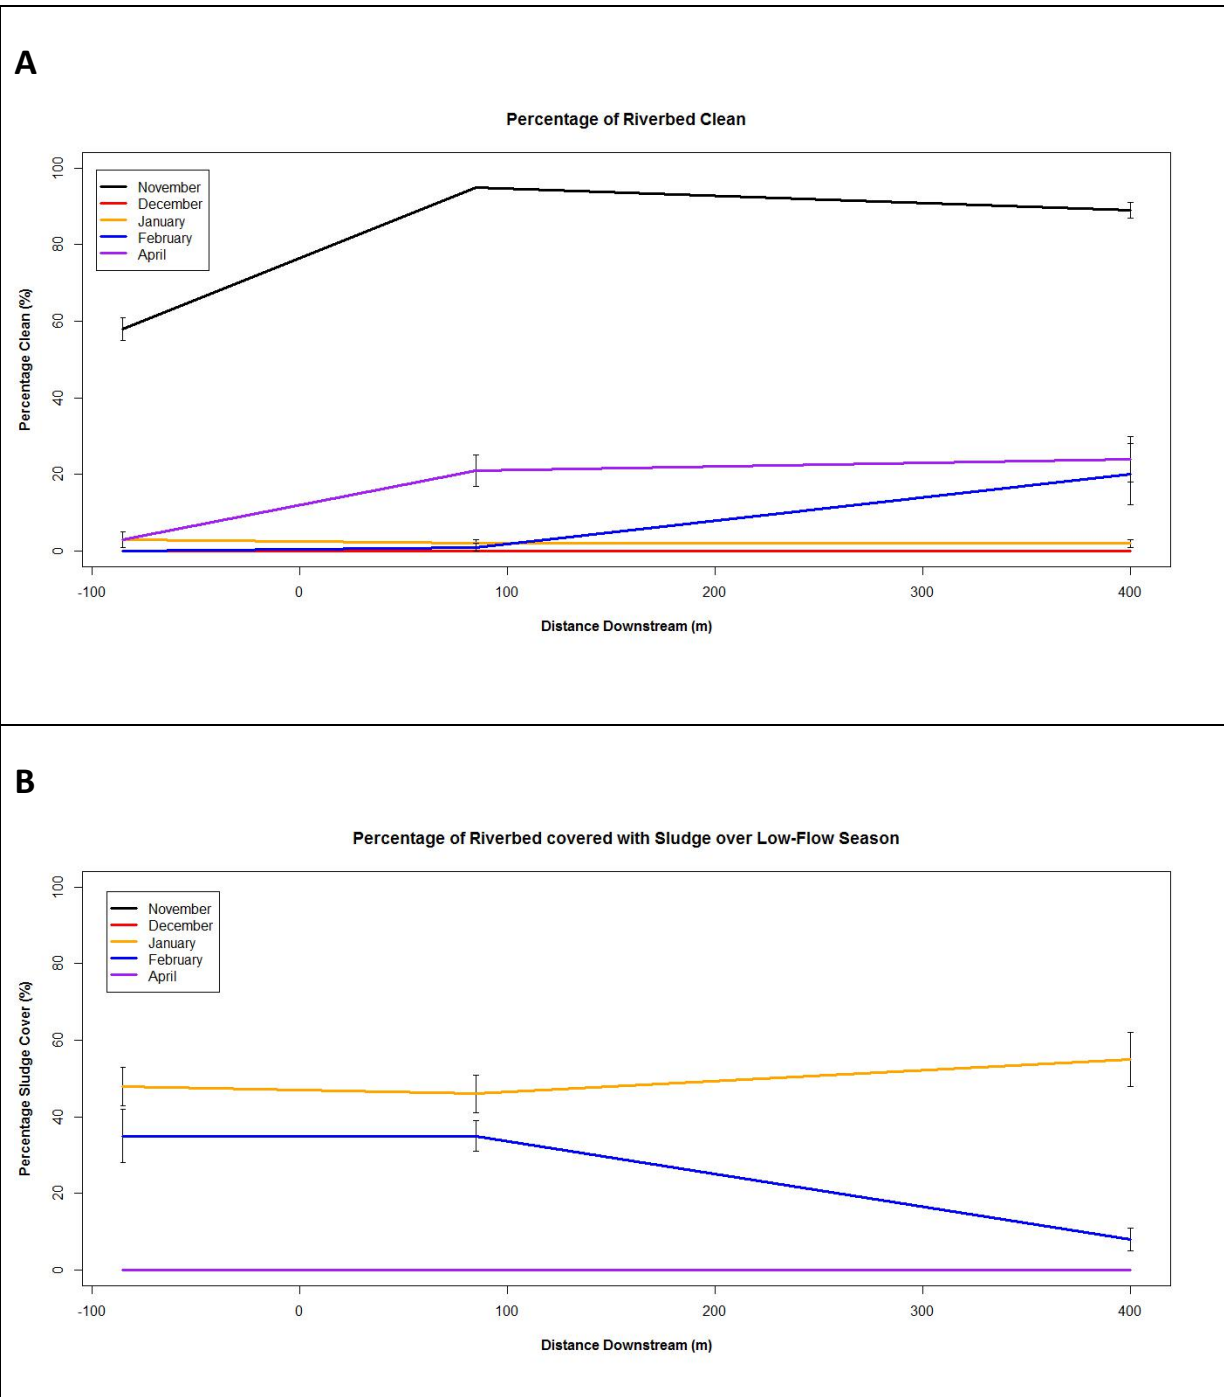 A
Percentage of Riverbed Clean
100
80
60
40
20
0
Percentage Clean (%)
November
December
January
February
April
-100
0
100
200
300
400
Distance Downstream (m)
B
Percentage of Riverbed covered with Sludge over Low-Flow Season
100
80
60
40
20
0
Percentage Sludge Cover (%)
November
December
January
February
April
-100
0
100
200
300
400
Distance Downstream (m)